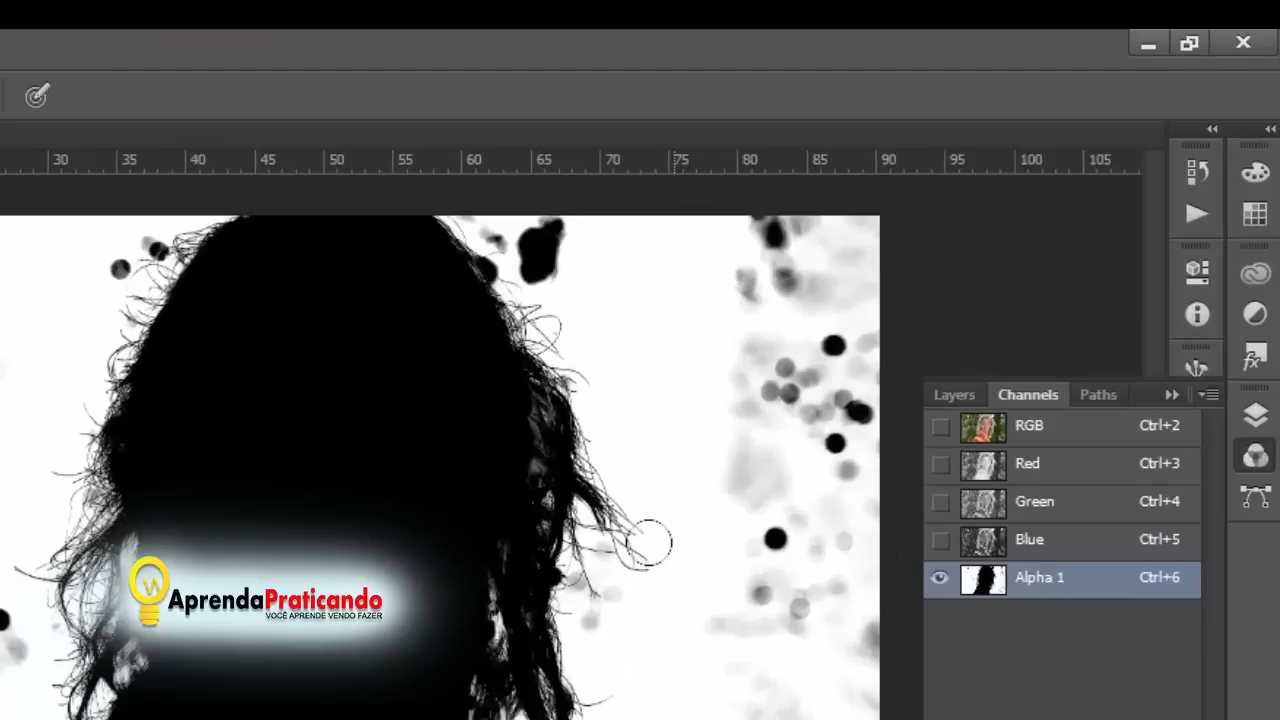 30 35 40 45 50 55 60 65 70 75 80 85 90 95 100 105
Layers Channels Paths
RGB Ctrl+2
Red Ctrl+3
Green Ctrl+4
Blue Ctrl+5
Alpha 1 Ctrl+6
AprendaPraticando
VOCÊ APRENDE VENDO FAZER